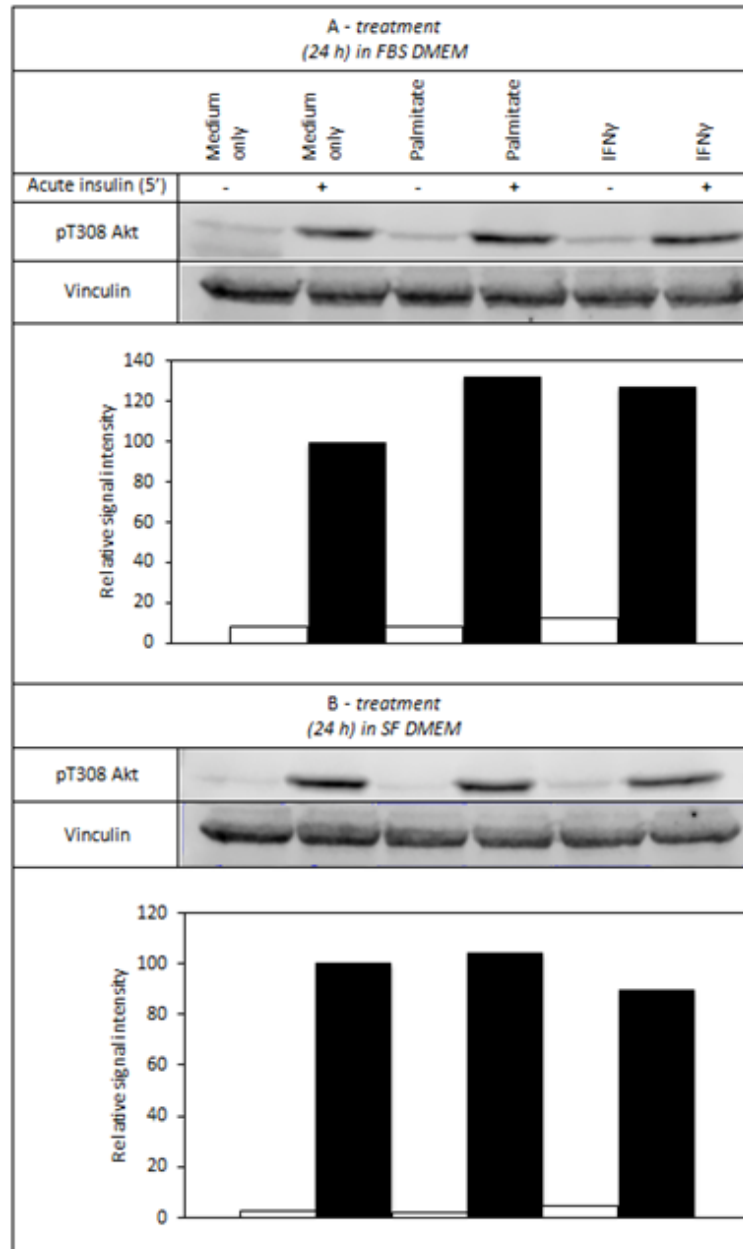 A - treatment
(24 h) in FBS DMEM
Medium
only
Medium
only
Palmitate
Palmitate
IFNγ
IFNγ
Acute insulin (5')
-
+
-
+
-
+
pT308 Akt
Vinculin
140
120
100
80
60
40
20
0
Relative signal intensity
B - treatment
(24 h) in SF DMEM
pT308 Akt
Vinculin
120
100
80
60
40
20
0
Relative signal intensity